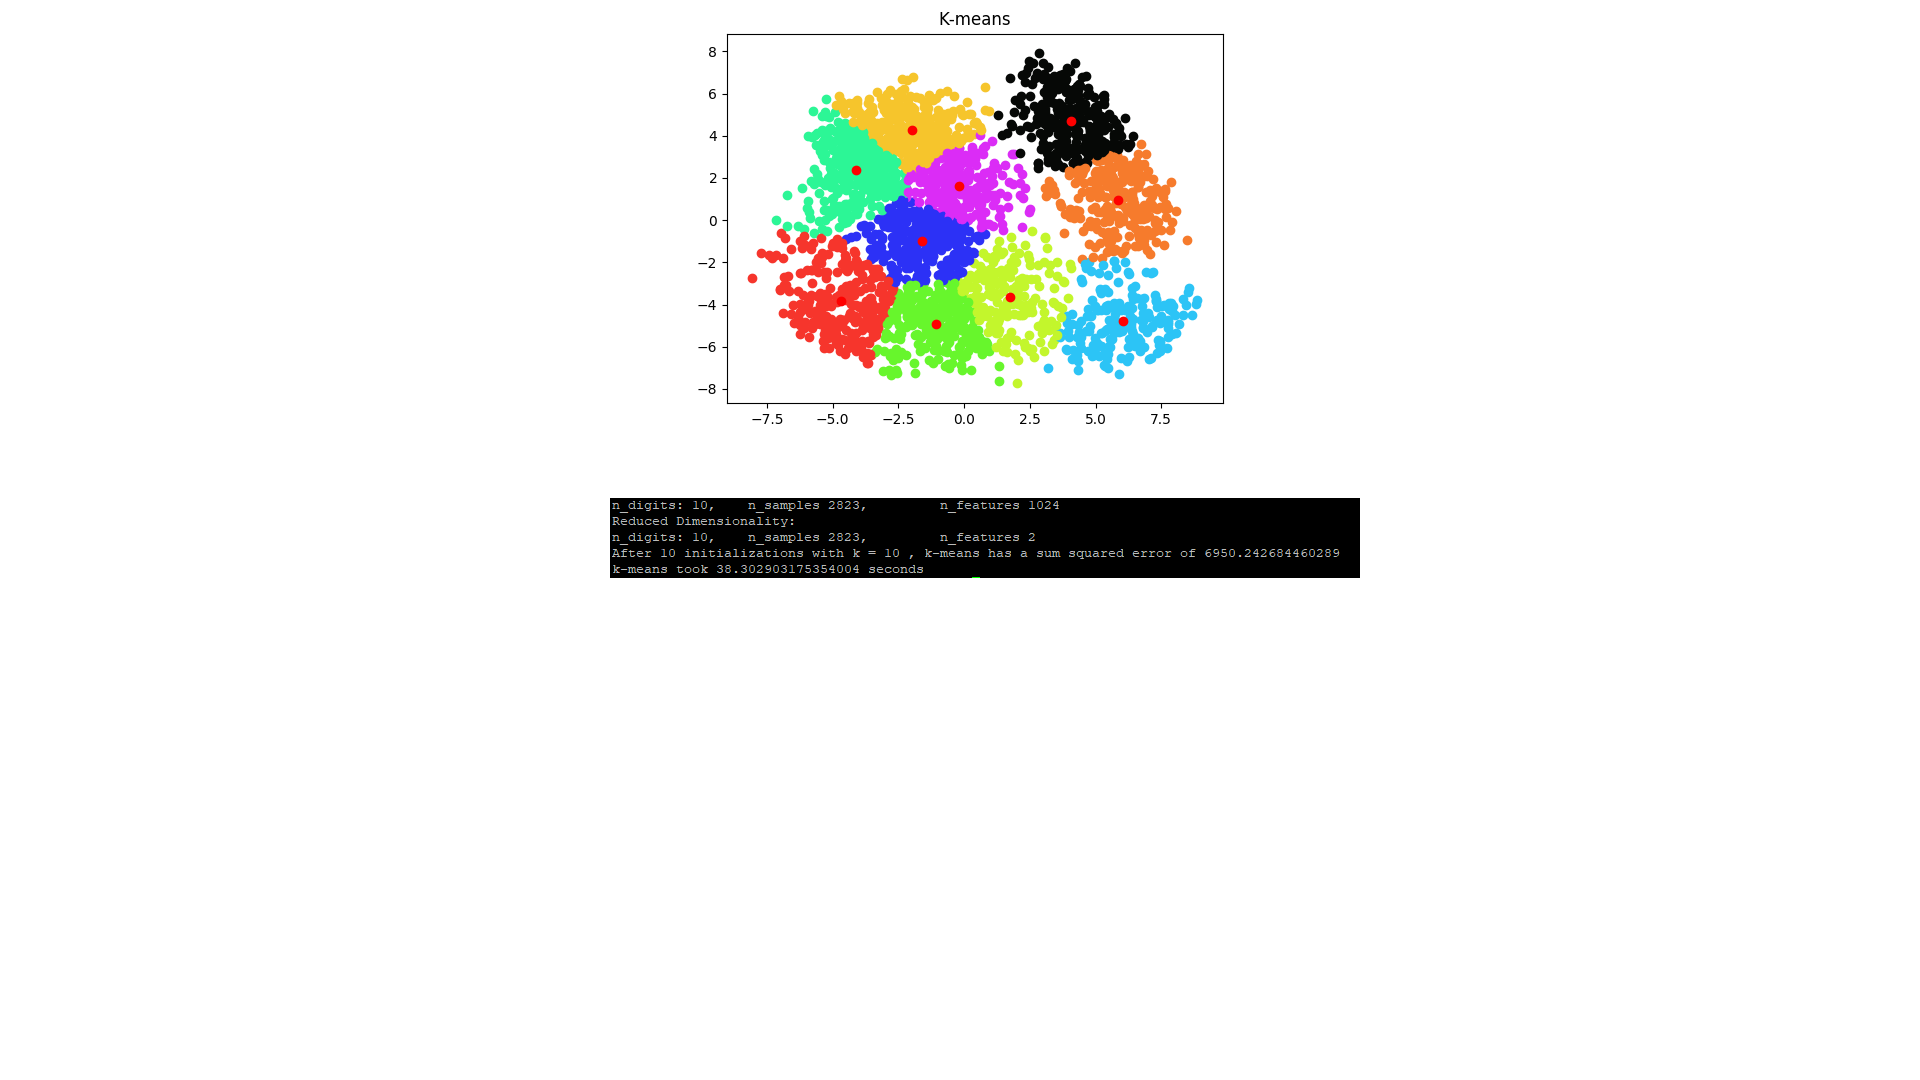 K-means
8
6
4
2
0
−2
−4
−6
−8
−7.5 −5.0 −2.5 0.0 2.5 5.0 7.5
n_digits: 10, n_samples 2823, n_features 1024
Reduced Dimensionality:
n_digits: 10, n_samples 2823, n_features 2
After 10 initializations with k = 10 , k-means has a sum squared error of 6950.242684460289
k-means took 38.302903175354004 seconds